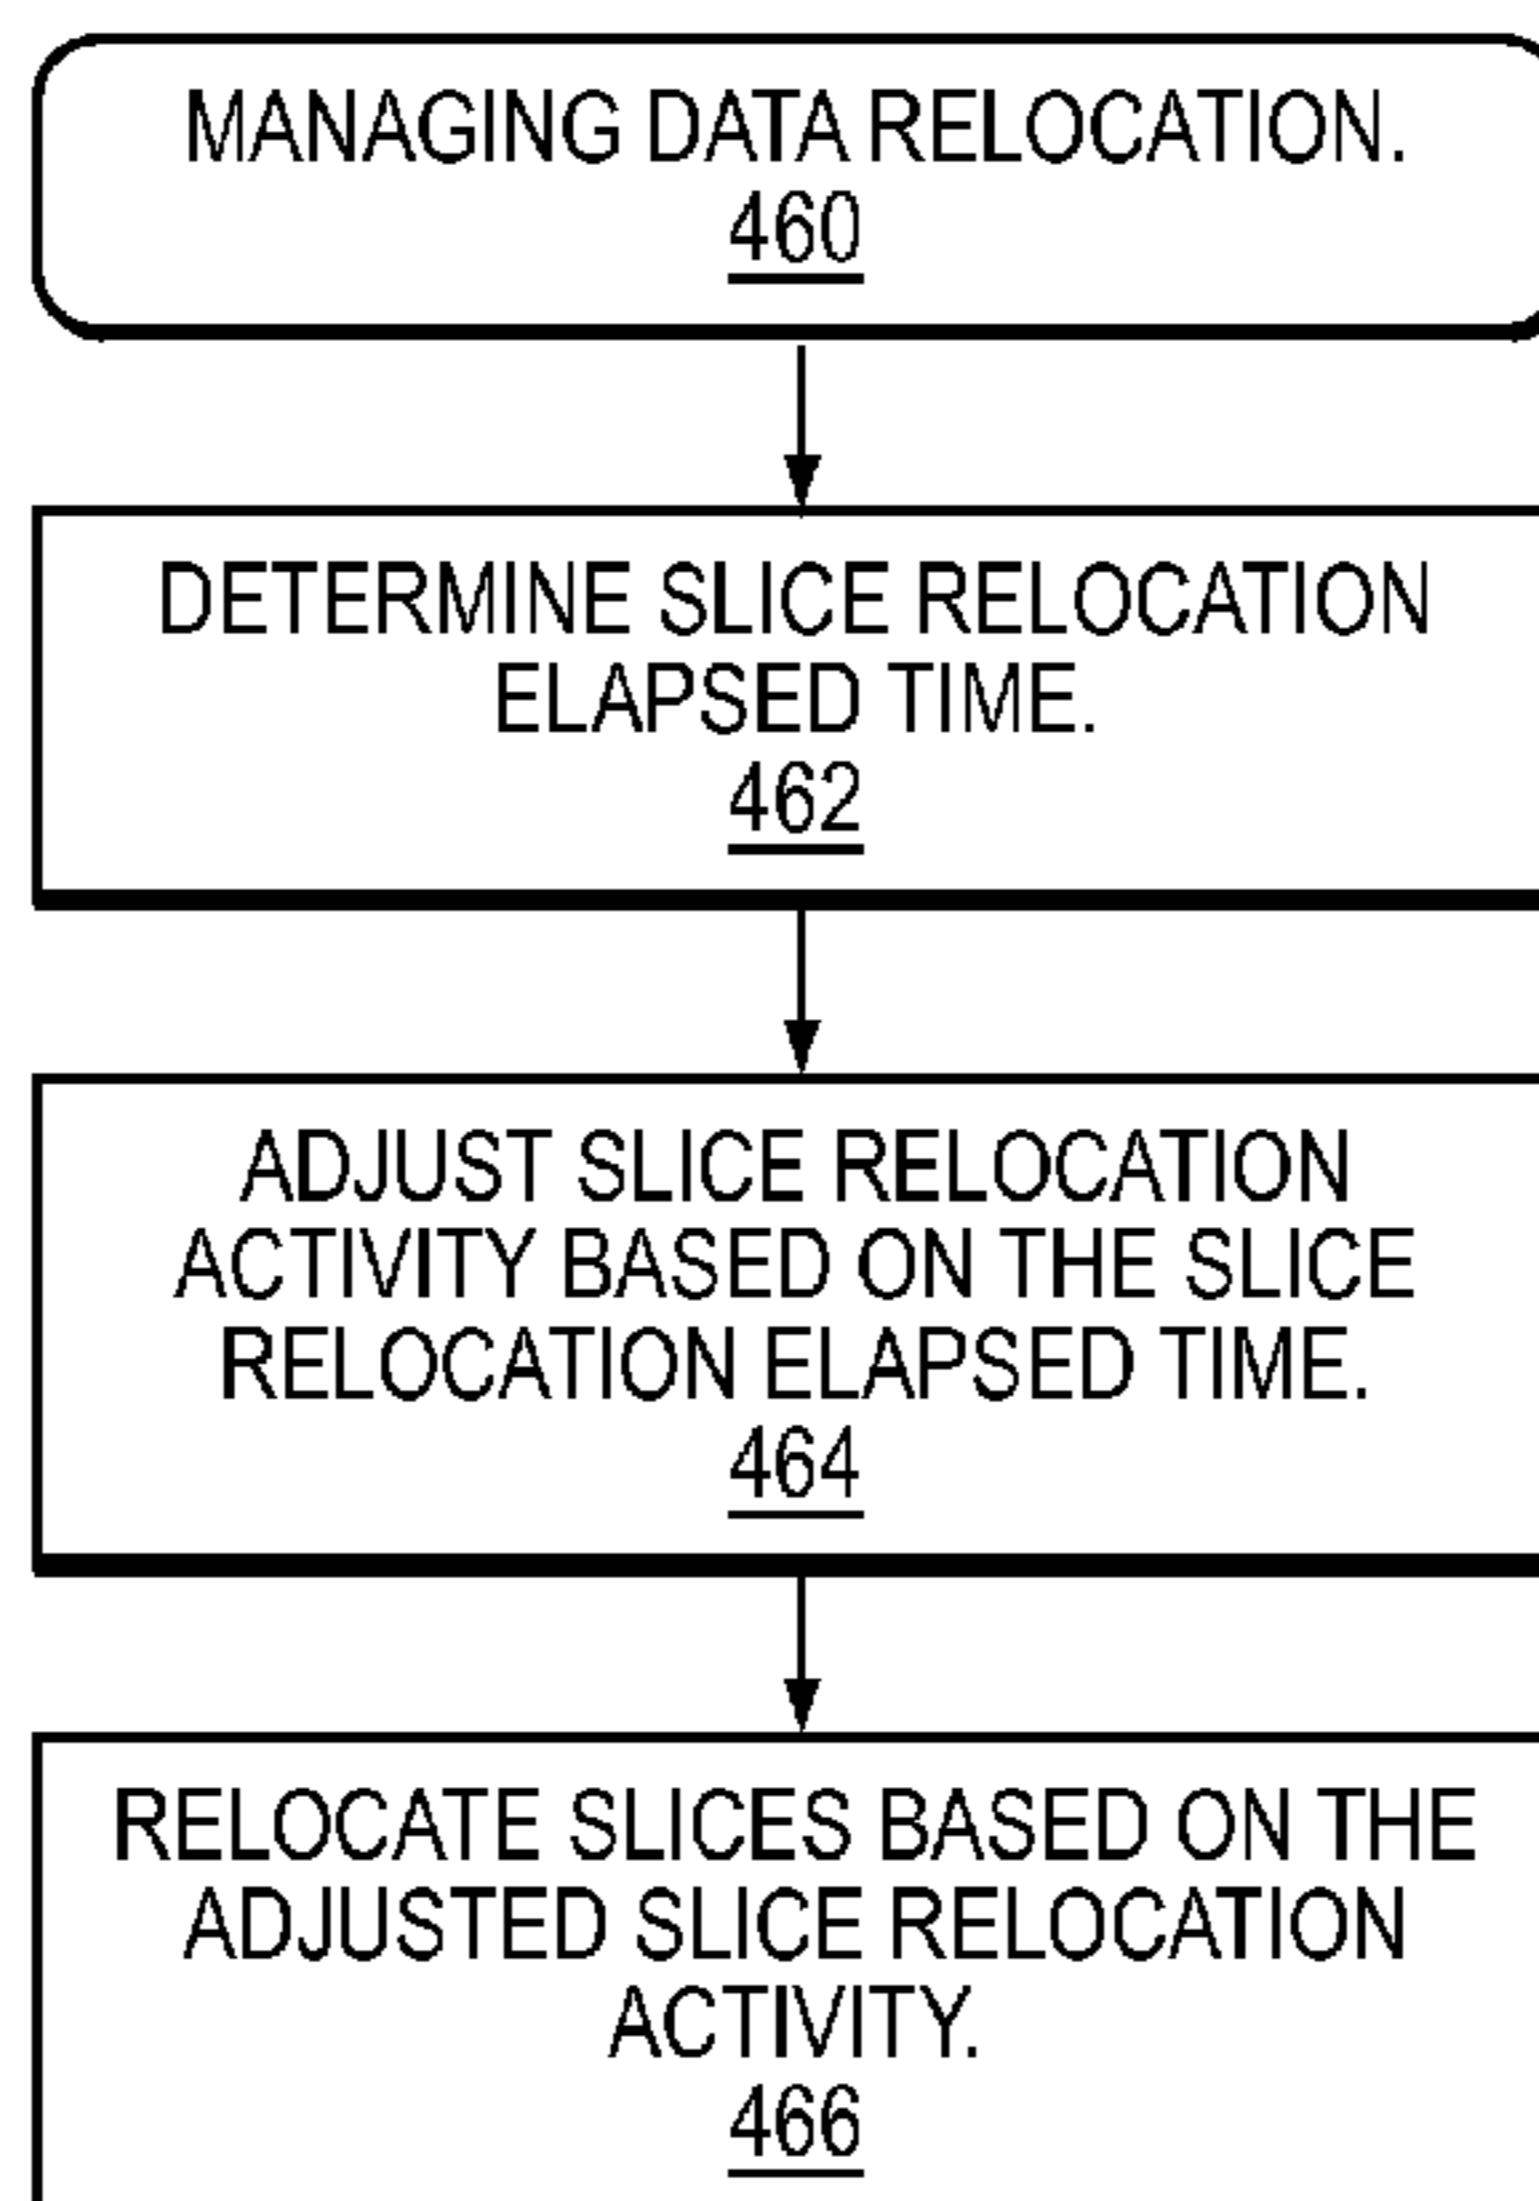 MANAGING DATA RELOCATION.
460
DETERMINE SLICE RELOCATION
ELAPSED TIME.
462
ADJUST SLICE RELOCATION
ACTIVITY BASED ON THE SLICE
RELOCATION ELAPSED TIME.
464
RELOCATE SLICES BASED ON THE
ADJUSTED SLICE RELOCATION
ACTIVITY.
466